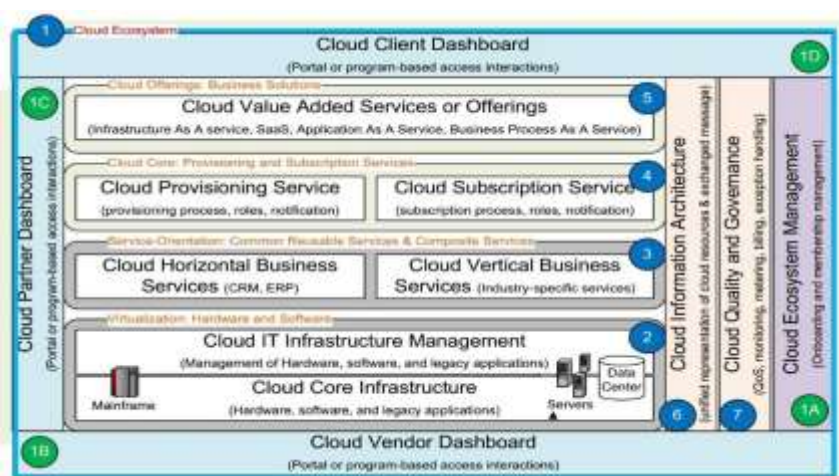 1
Cloud Ecosystem
Cloud Client Dashboard
(Portal or program-based access interactions)
1D
1C
Cloud Partner Dashboard
(Portal or program-based access interactions)
Cloud Offerings: Business Solutions
5
Cloud Value Added Services or Offerings
(Infrastructure As A service, SaaS, Application As A Service, Business Process As A Service)
Cloud Core: Provisioning and Subscription Services
4
Cloud Provisioning Service
(provisioning process, roles, notification)
Cloud Subscription Service
(subscription process, roles, notification)
Service-Orientation: Common Reusable Services & Composite Services
3
Cloud Horizontal Business
Services (CRM, ERP)
Cloud Vertical Business
Services (Industry-specific services)
Virtualization: Hardware and Software
2
Cloud IT Infrastructure Management
(Management of Hardware, software, and legacy applications)
Cloud Core Infrastructure
(Hardware, software, and legacy applications)
Mainframe
Servers
Data
Center
Cloud Information Architecture
(unified representation of cloud resources & exchanged message)
6
Cloud Quality and Governance
(QoS, monitoring, metering, billing, exception handling)
7
Cloud Ecosystem Management
(Onboarding and membership management)
1A
1B
Cloud Vendor Dashboard
(Portal or program-based access interactions)